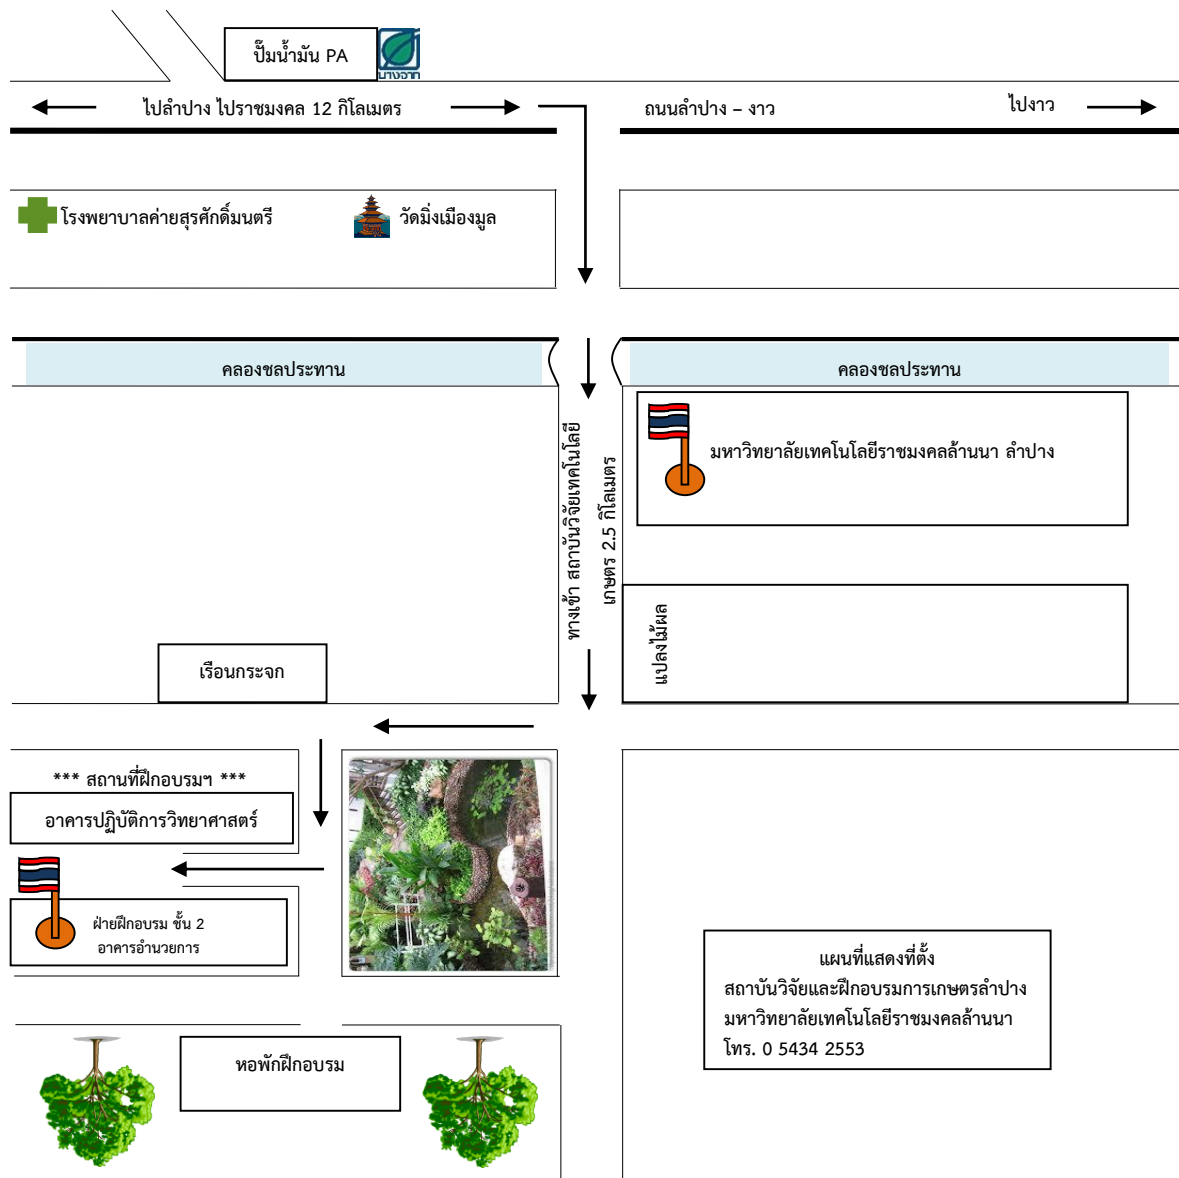 ปั๊มน้ำมัน PA
บางจาก
ไปลำปาง ไปราชมงคล 12 กิโลเมตร
ถนนลำปาง – งาว
ไปงาว
โรงพยาบาลค่ายสุรศักดิ์มนตรี
วัดมิ่งเมืองมูล
คลองชลประทาน
คลองชลประทาน
มหาวิทยาลัยเทคโนโลยีราชมงคลล้านนา ลำปาง
ทางเข้า สถาบันวิจัยเทคโนโลยี
เกษตร 2.5 กิโลเมตร
แปลงไม้ผล
เรือนกระจก
*** สถานที่ฝึกอบรมฯ ***
อาคารปฏิบัติการวิทยาศาสตร์
ฝ่ายฝึกอบรม ชั้น 2
อาคารอำนวยการ
แผนที่แสดงที่ตั้ง
สถาบันวิจัยและฝึกอบรมการเกษตรลำปาง
มหาวิทยาลัยเทคโนโลยีราชมงคลล้านนา
โทร. 0 5434 2553
หอพักฝึกอบรม